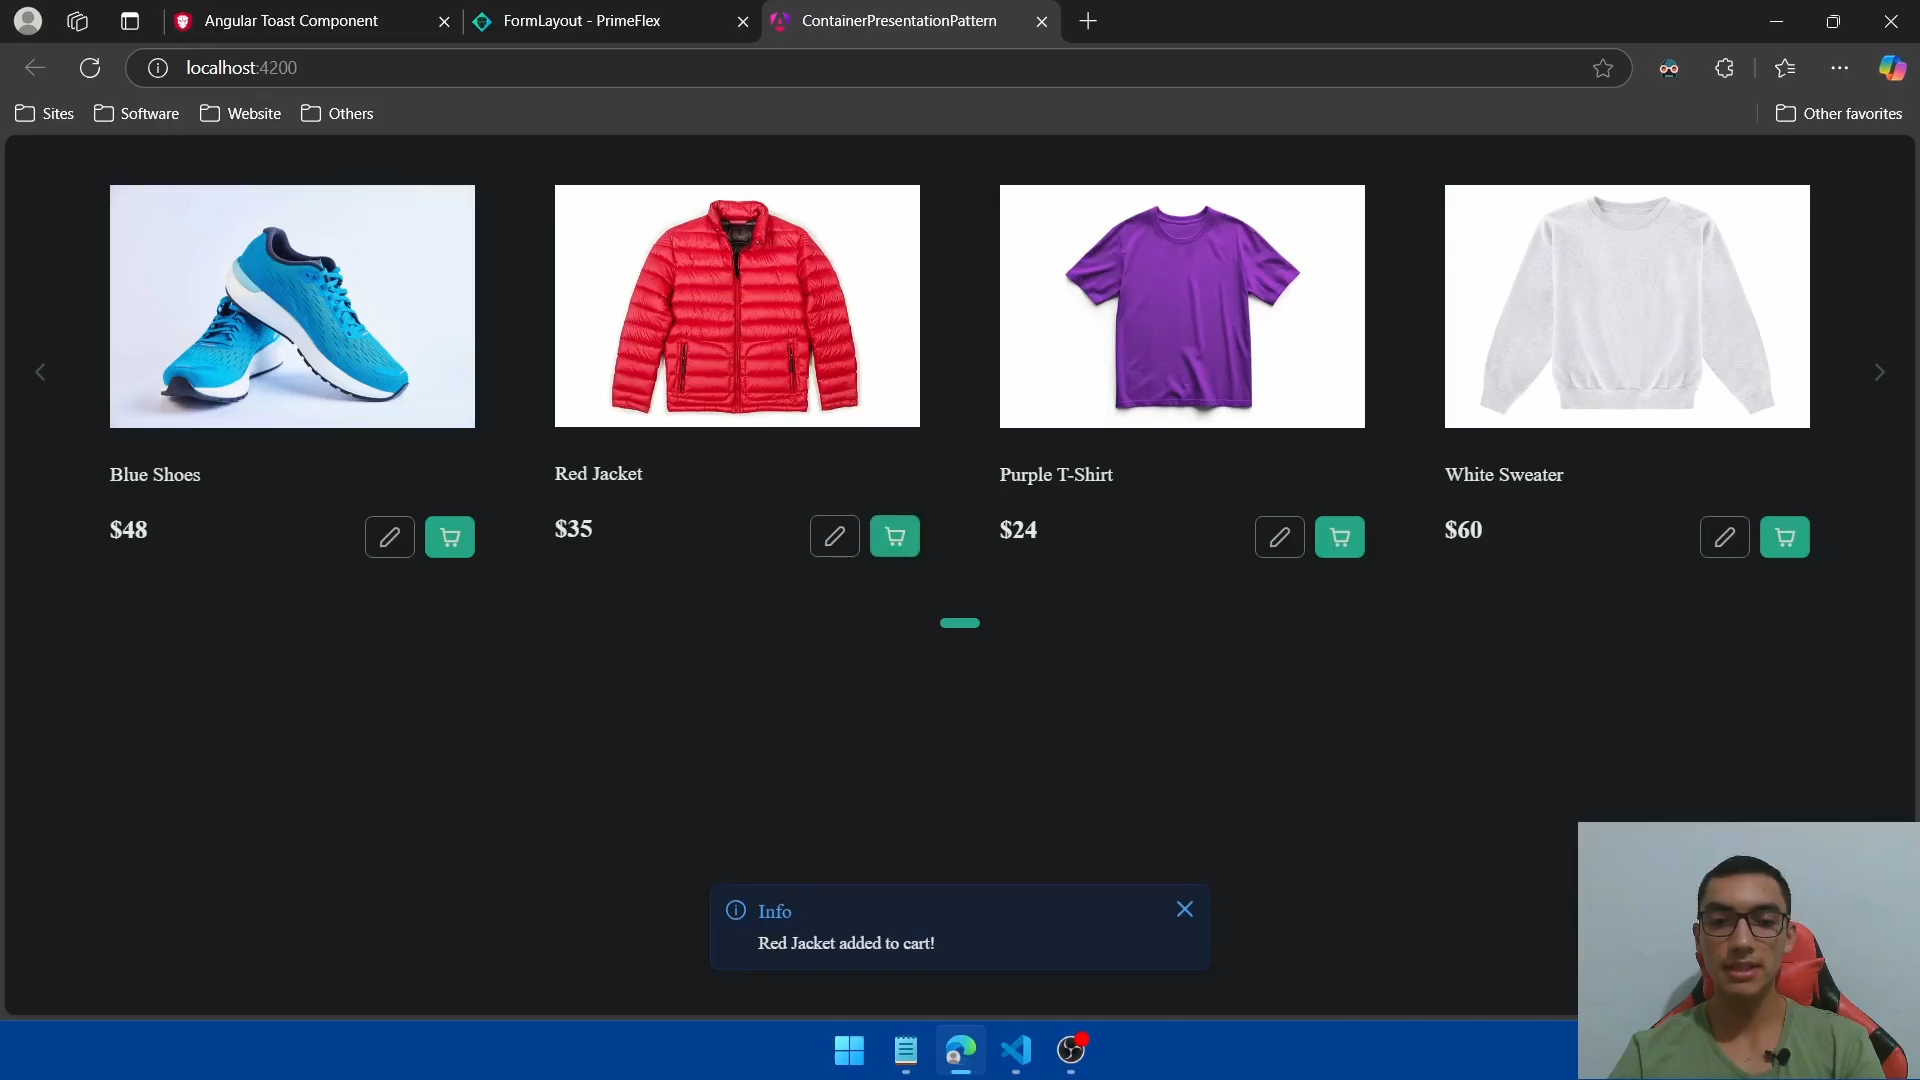 Angular Toast Component
FormLayout - PrimeFlex
ContainerPresentationPattern
localhost:4200
Sites
Software
Website
Others
Other favorites
Blue Shoes
Red Jacket
Purple T-Shirt
White Sweater
$48
$35
$24
$60
Info
Red Jacket added to cart!